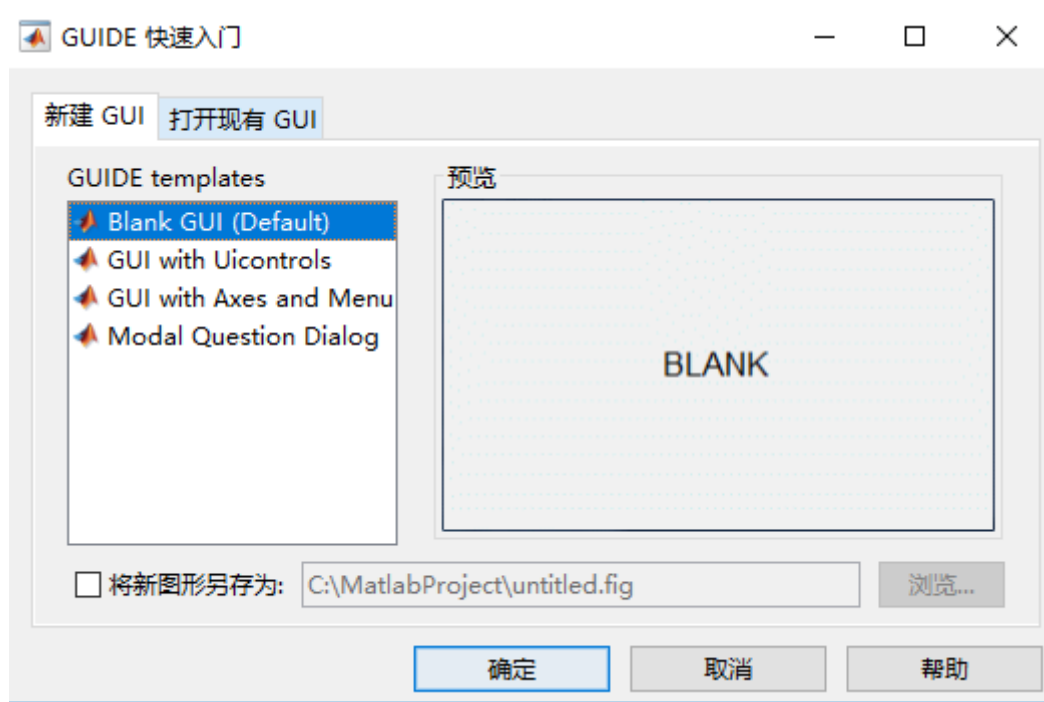 GUIDE 快速入门
新建 GUI 打开现有 GUI
GUIDE templates
Blank GUI (Default)
GUI with Uicontrols
GUI with Axes and Menu
Modal Question Dialog
预览
BLANK
将新图形另存为: C:\MatlabProject\untitled.fig 浏览...
确定 取消 帮助